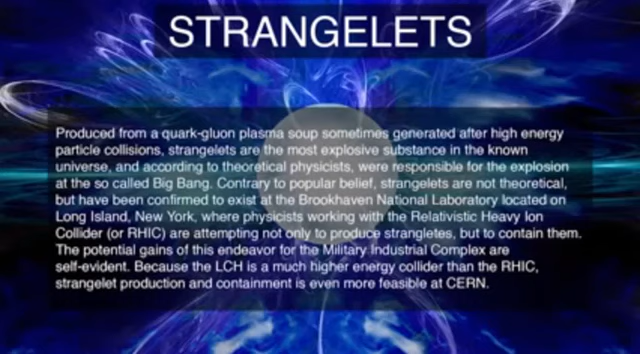 STRANGELETS
Produced from a quark-gluon plasma soup sometimes generated after high energy
particle collisions, strangelets are the most explosive substance in the known
universe, and according to theoretical physicists, were responsible for the explosion
at the so called Big Bang. Contrary to popular belief, strangelets are not theoretical,
but have been confirmed to exist at the Brookhaven National Laboratory located on
Long Island, New York, where physicists working with the Relativistic Heavy Ion
Collider (or RHIC) are attempting not only to produce strangletes, but to contain them.
The potential gains of this endeavor for the Military Industrial Complex are
self-evident. Because the LCH is a much higher energy collider than the RHIC,
strangelet production and containment is even more feasible at CERN.